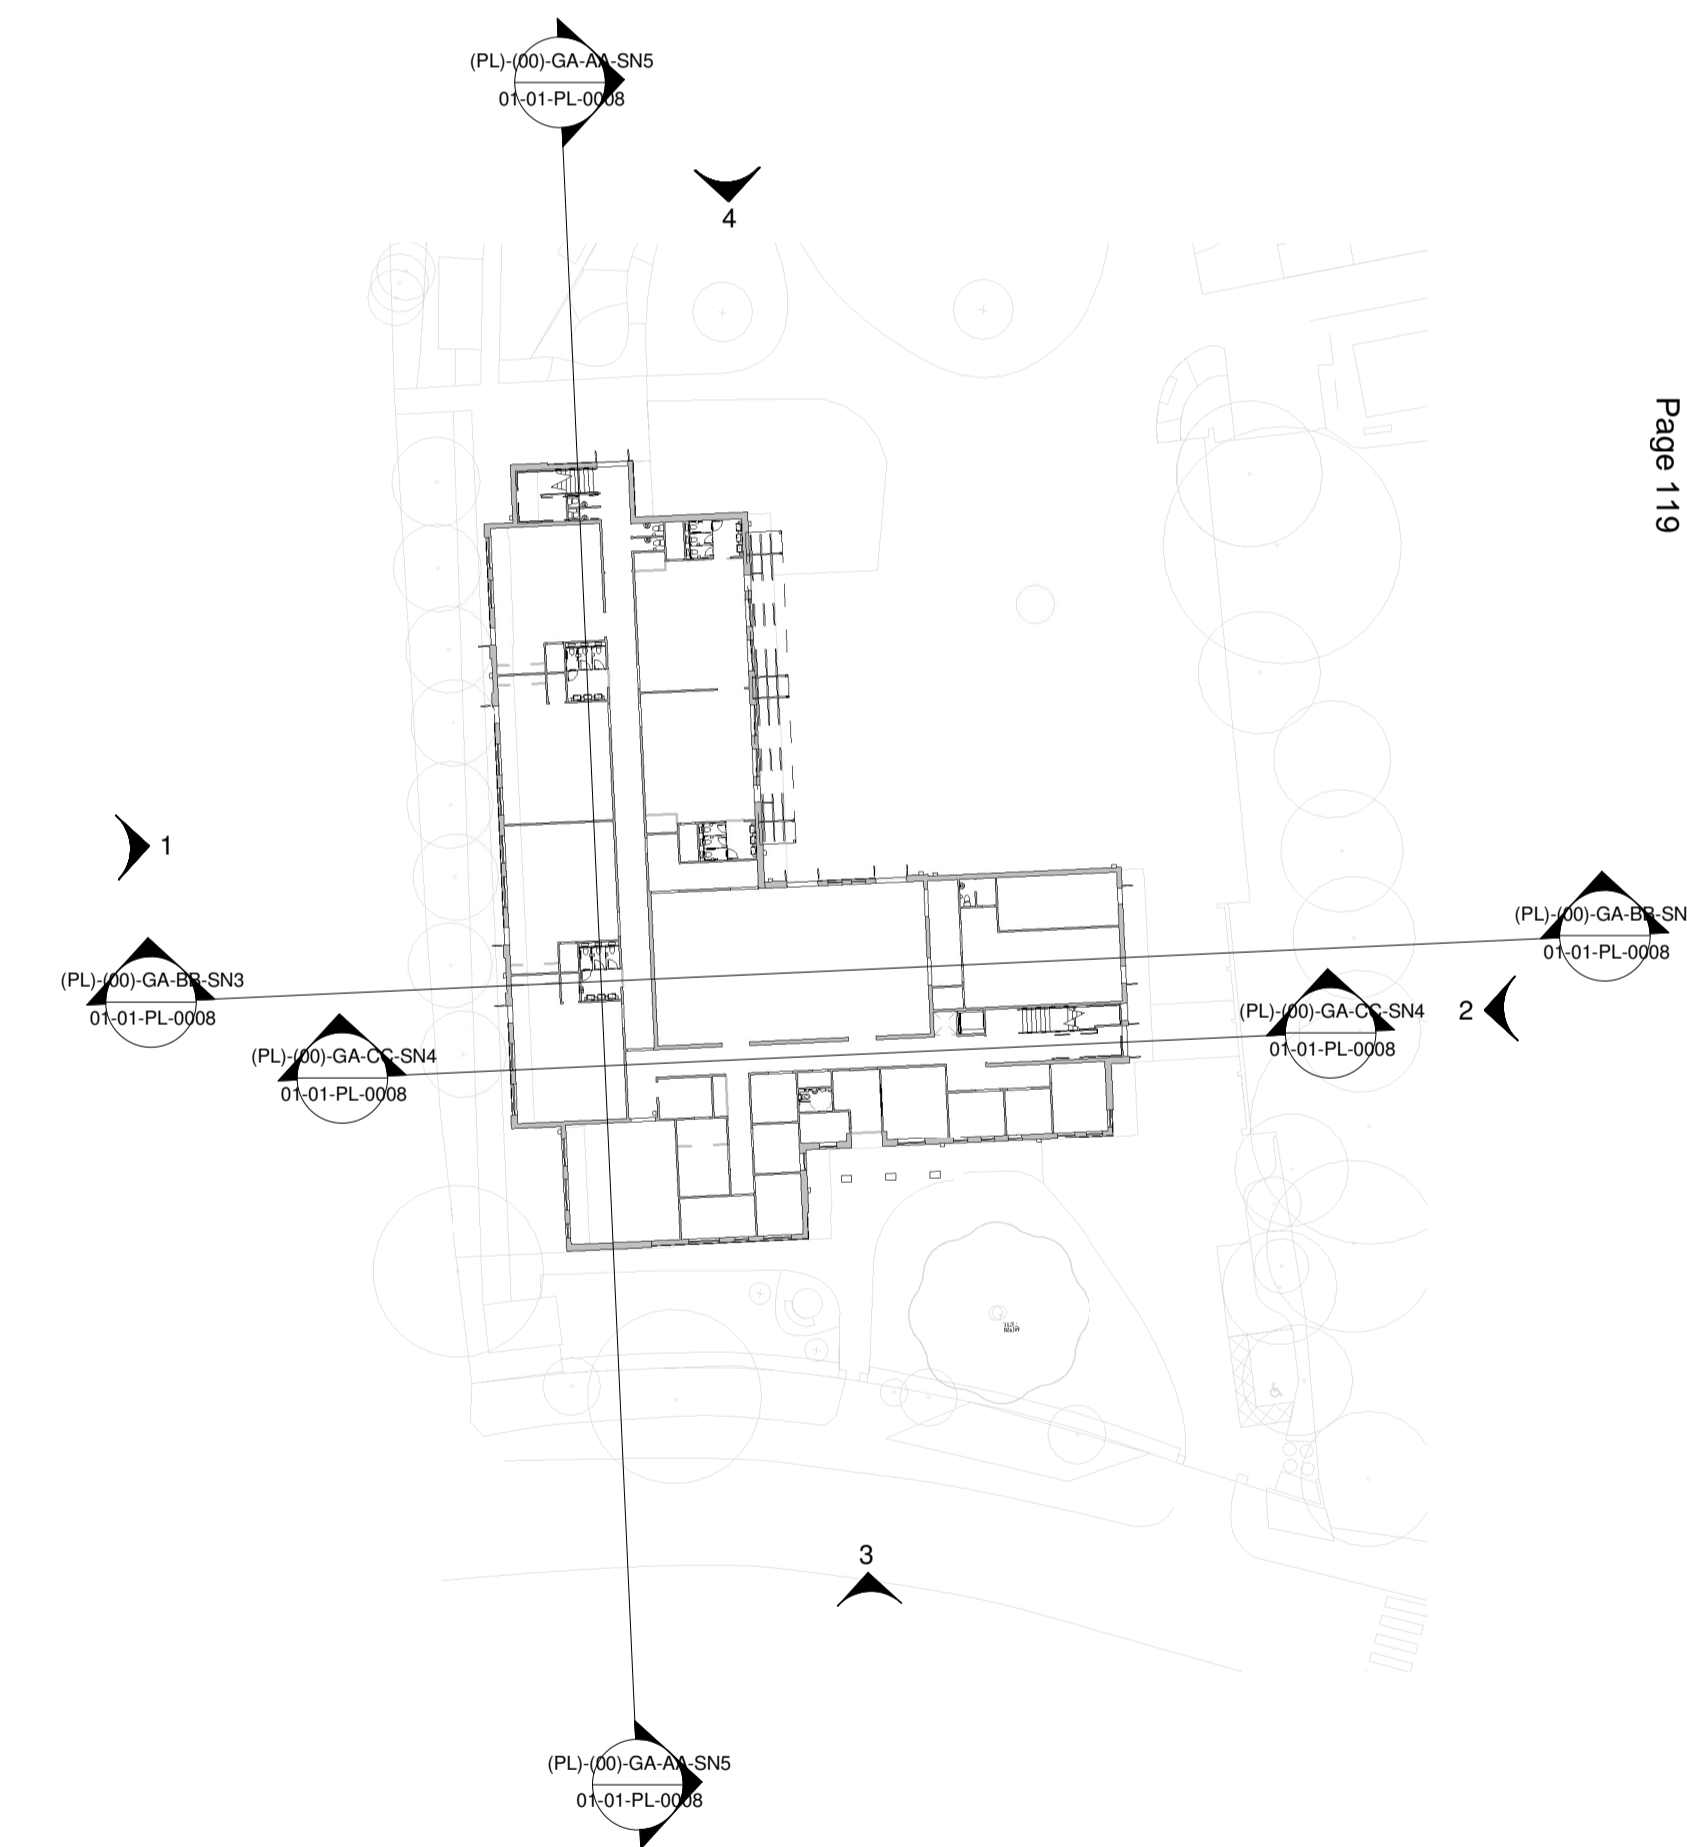 (PL)-(00)-GA-AA-SN5
01-01-PL-0008
4
Page 119
1
(PL)-(00)-GA-BB-SN
01-01-PL-0008
(PL)-(00)-GA-BB-SN3
01-01-PL-0008
(PL)-(00)-GA-CC-SN4
01-01-PL-0008
2
(PL)-(00)-GA-CC-SN4
01-01-PL-0008
3
(PL)-(00)-GA-AA-SN5
01-01-PL-0008